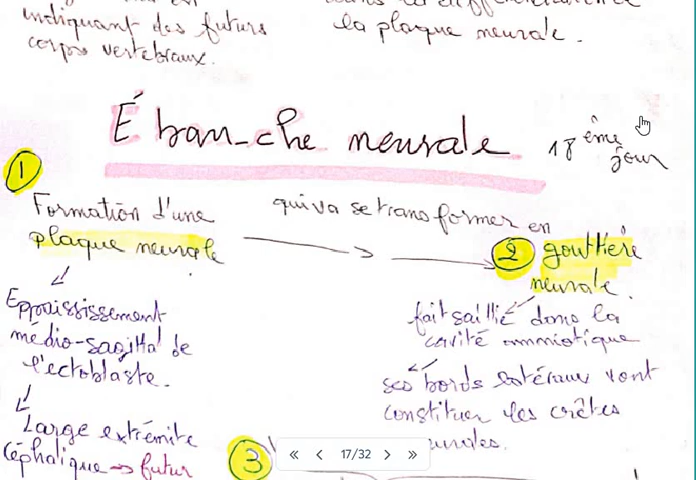 indiquant des futurs
corps vertébraux.
la plaque neurale.
Ébauche neurale 18 ème jour
1
Formation d'une
plaque neurale
qui va se transformer en
2 gouttière
neurale.
Epaississement
médio-sagittal de
l'ectoblaste.
Large extrémité
céphalique → futur
fait saillie dans la
cavité amniotique
ses bords latéraux vont
constituer les crêtes
3
17/32